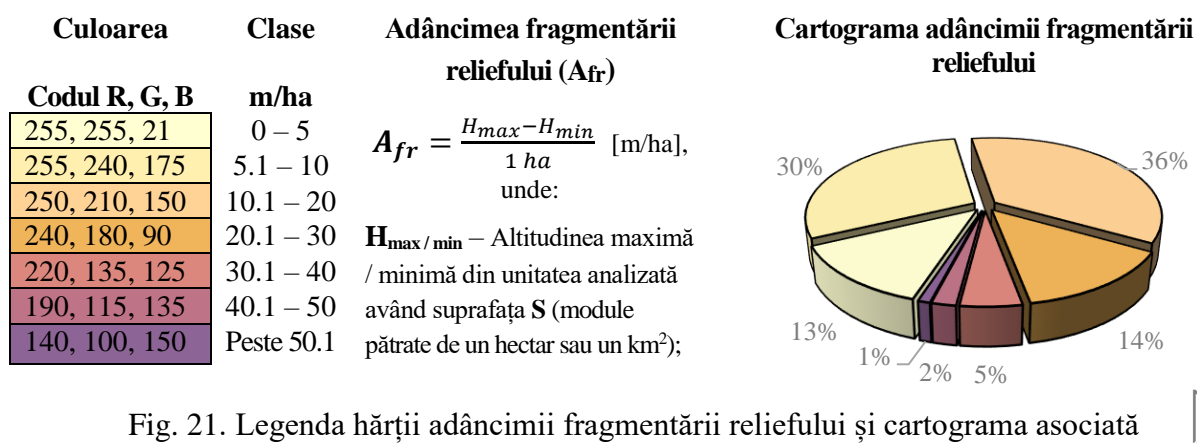 Culoarea
Codul R, G, B
255, 255, 21
255, 240, 175
250, 210, 150
240, 180, 90
220, 135, 125
190, 115, 135
140, 100, 150
Clase
m/ha
0 – 5
5.1 – 10
10.1 – 20
20.1 – 30
30.1 – 40
40.1 – 50
Peste 50.1
Adâncimea fragmentării
reliefului (Afr)
A_fr = (H_max − H_min) / 1 ha [m/ha],
unde:
Hmax / min – Altitudinea maximă
/ minimă din unitatea analizată
având suprafața S (module
pătrate de un hectar sau un km²);
Cartograma adâncimii fragmentării
reliefului
30%
36%
13%
1%
2%
5%
14%
Fig. 21. Legenda hărții adâncimii fragmentării reliefului și cartograma asociată